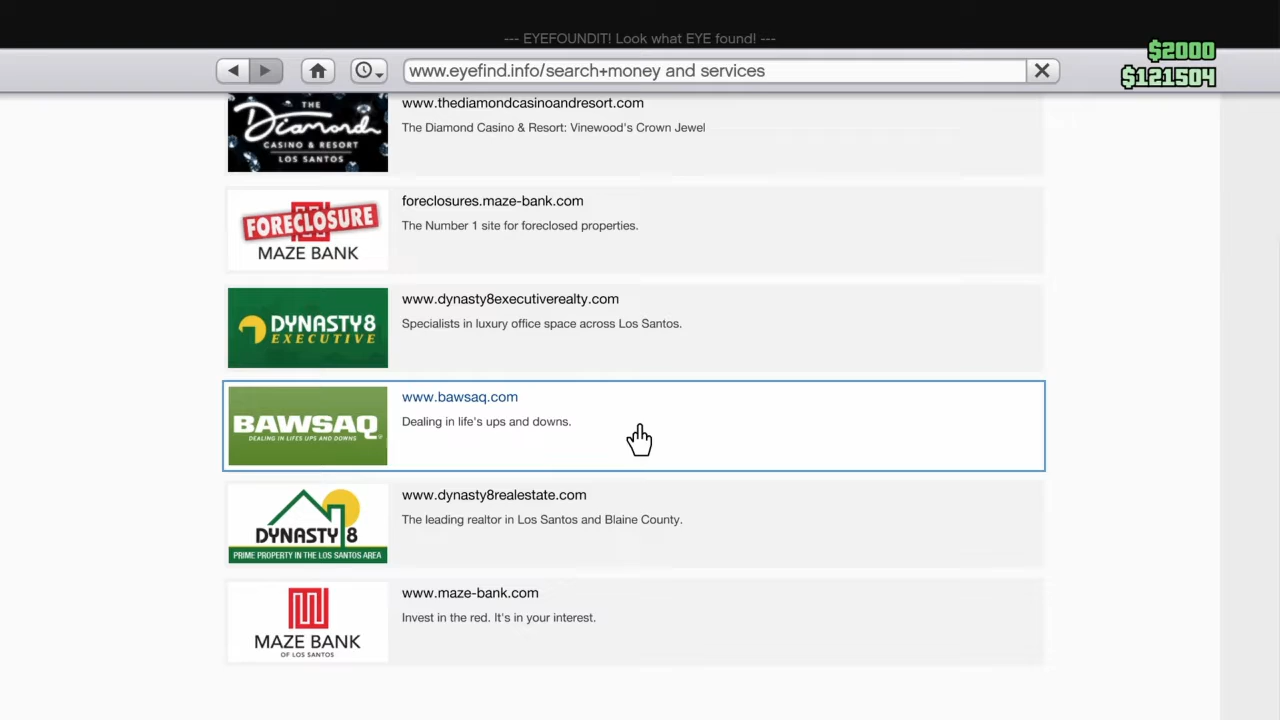 --- EYEFOUNDIT! Look what EYE found! ---
$2000
www.eyefind.info/search+money and services
$121504
THE
Diamond
CASINO & RESORT
LOS SANTOS
www.thediamondcasinoandresort.com
The Diamond Casino & Resort: Vinewood's Crown Jewel
FORECLOSURE
MAZE BANK
foreclosures.maze-bank.com
The Number 1 site for foreclosed properties.
DYNASTY8
EXECUTIVE
www.dynasty8executiverealty.com
Specialists in luxury office space across Los Santos.
BAWSAQ
DEALING IN LIFES UPS AND DOWNS
www.bawsaq.com
Dealing in life's ups and downs.
DYNASTY 8
PRIME PROPERTY IN THE LOS SANTOS AREA
www.dynasty8realestate.com
The leading realtor in Los Santos and Blaine County.
MAZE BANK
OF LOS SANTOS
www.maze-bank.com
Invest in the red. It's in your interest.